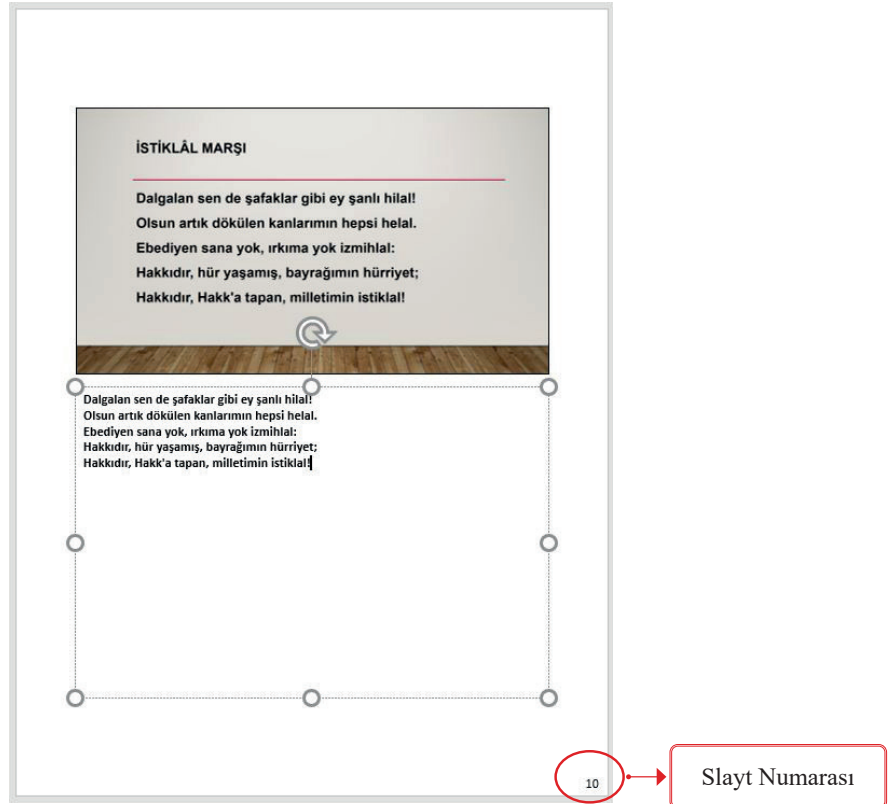 İSTİKLÂL MARŞI
Dalgalan sen de şafaklar gibi ey şanlı hilal!
Olsun artık dökülen kanlarımın hepsi helal.
Ebediyen sana yok, ırkıma yok izmihlal:
Hakkıdır, hür yaşamış, bayrağımın hürriyet;
Hakkıdır, Hakk'a tapan, milletimin istiklal!
Dalgalan sen de şafaklar gibi ey şanlı hilal!
Olsun artık dökülen kanlarımın hepsi helal.
Ebediyen sana yok, ırkıma yok izmihlal:
Hakkıdır, hür yaşamış, bayrağımın hürriyet;
Hakkıdır, Hakk'a tapan, milletimin istiklal!
10
Slayt Numarası